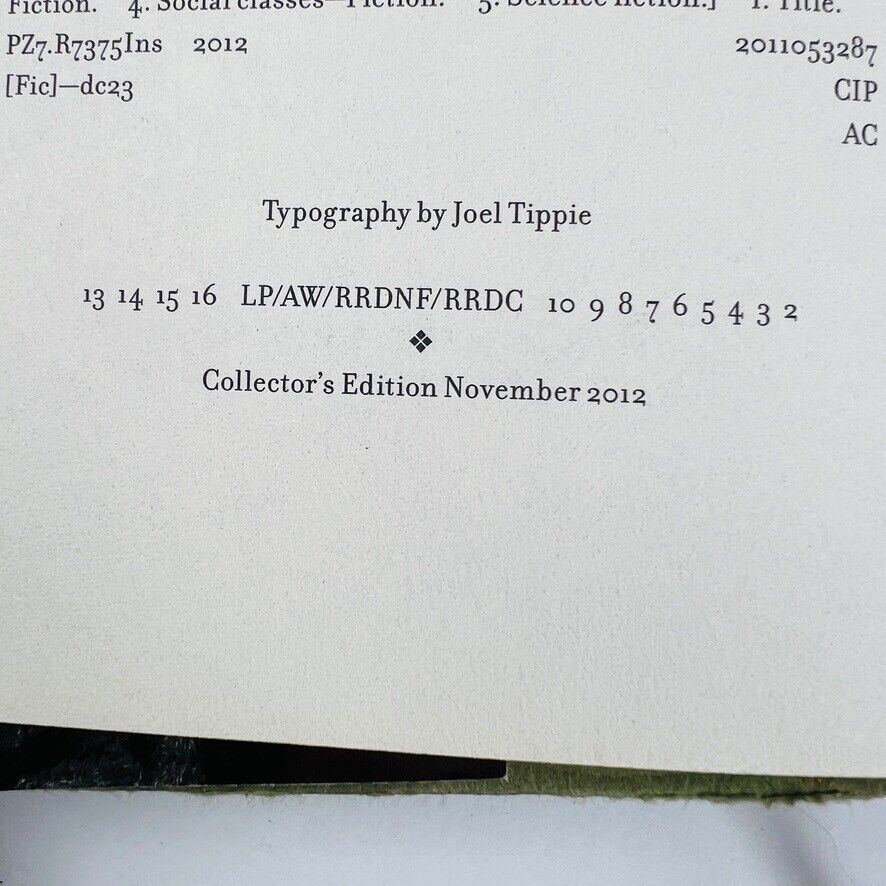 Fiction. 4. Social classes—Fiction. 5. Science fiction.] I. Title.
PZ7.R7375Ins 2012 2011053287
[Fic]—dc23 CIP
AC
Typography by Joel Tippie
13 14 15 16 LP/AW/RRDNF/RRDC 10 9 8 7 6 5 4 3 2
❖
Collector's Edition November 2012